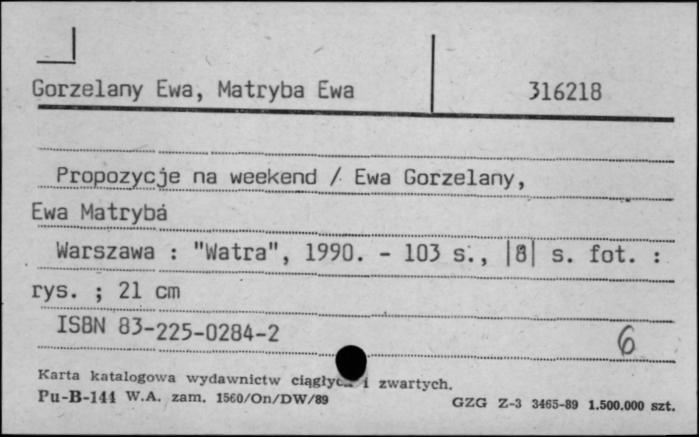 Gorzelany Ewa, Matryba Ewa
316218
Propozycje na weekend / Ewa Gorzelany,
Ewa Matryba
Warszawa : "Watra", 1990. - 103 s., |8| s. fot. :
rys. ; 21 cm
ISBN 83-225-0284-2
6
Karta katalogowa wydawnictw ciągłych i zwartych.
Pu-B-144 W.A. zam. 1560/On/DW/89
GZG Z-3 3465-89 1.500.000 szt.